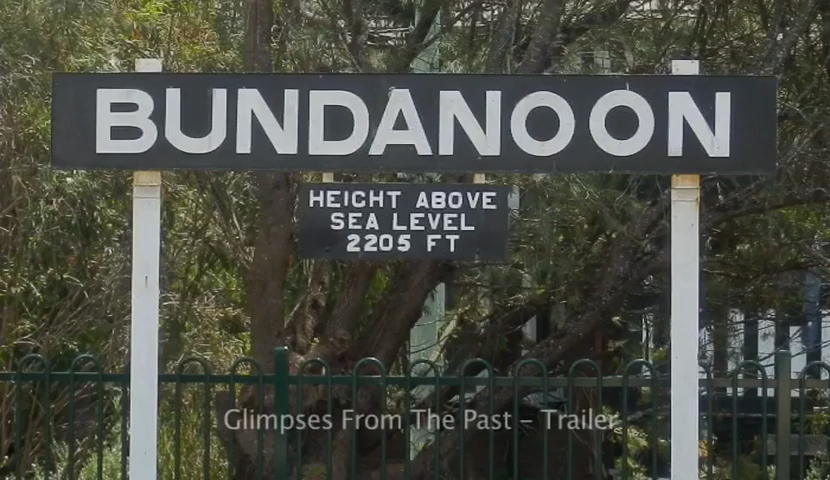 BUNDANOON
HEIGHT ABOVE
SEA LEVEL
2205 FT
Glimpses From The Past – Trailer